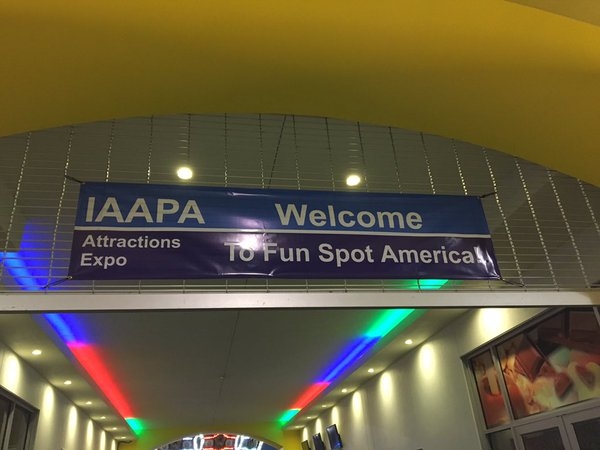 IAAPA Welcome
Attractions To Fun Spot America!
Expo